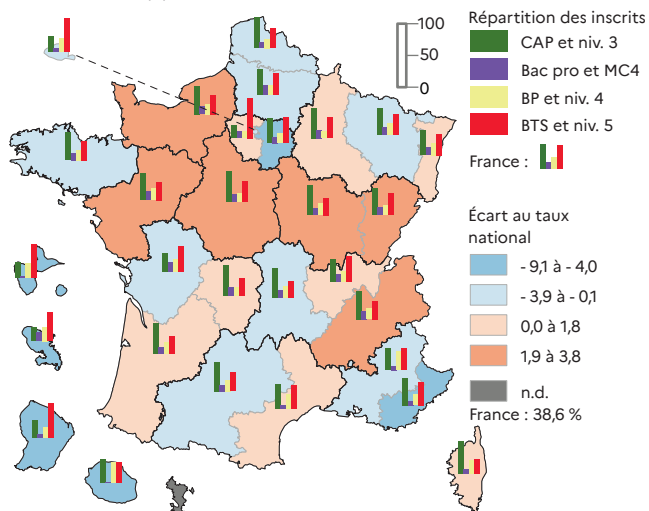 100
50
0
Répartition des inscrits
CAP et niv. 3
Bac pro et MC4
BP et niv. 4
BTS et niv. 5
France :
Écart au taux
national
- 9,1 à - 4,0
- 3,9 à - 0,1
0,0 à 1,8
1,9 à 3,8
n.d.
France : 38,6 %